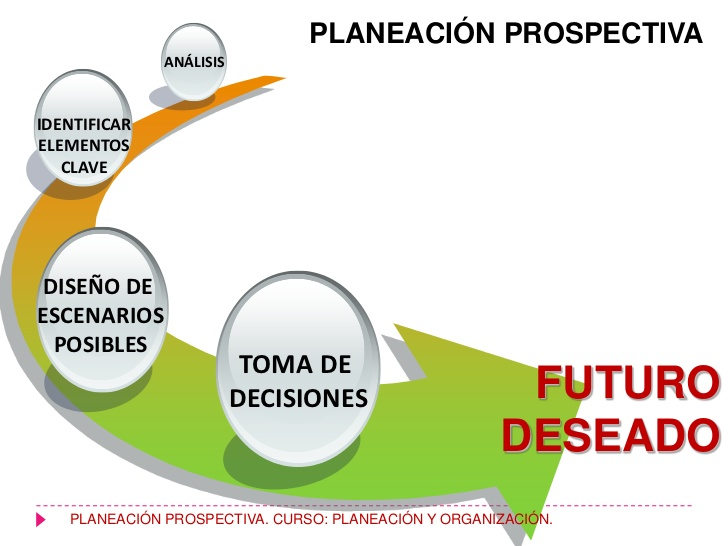 PLANEACIÓN PROSPECTIVA
ANÁLISIS
IDENTIFICAR
ELEMENTOS
CLAVE
DISEÑO DE
ESCENARIOS
POSIBLES
TOMA DE
DECISIONES
FUTURO
DESEADO
PLANEACIÓN PROSPECTIVA. CURSO: PLANEACIÓN Y ORGANIZACIÓN.